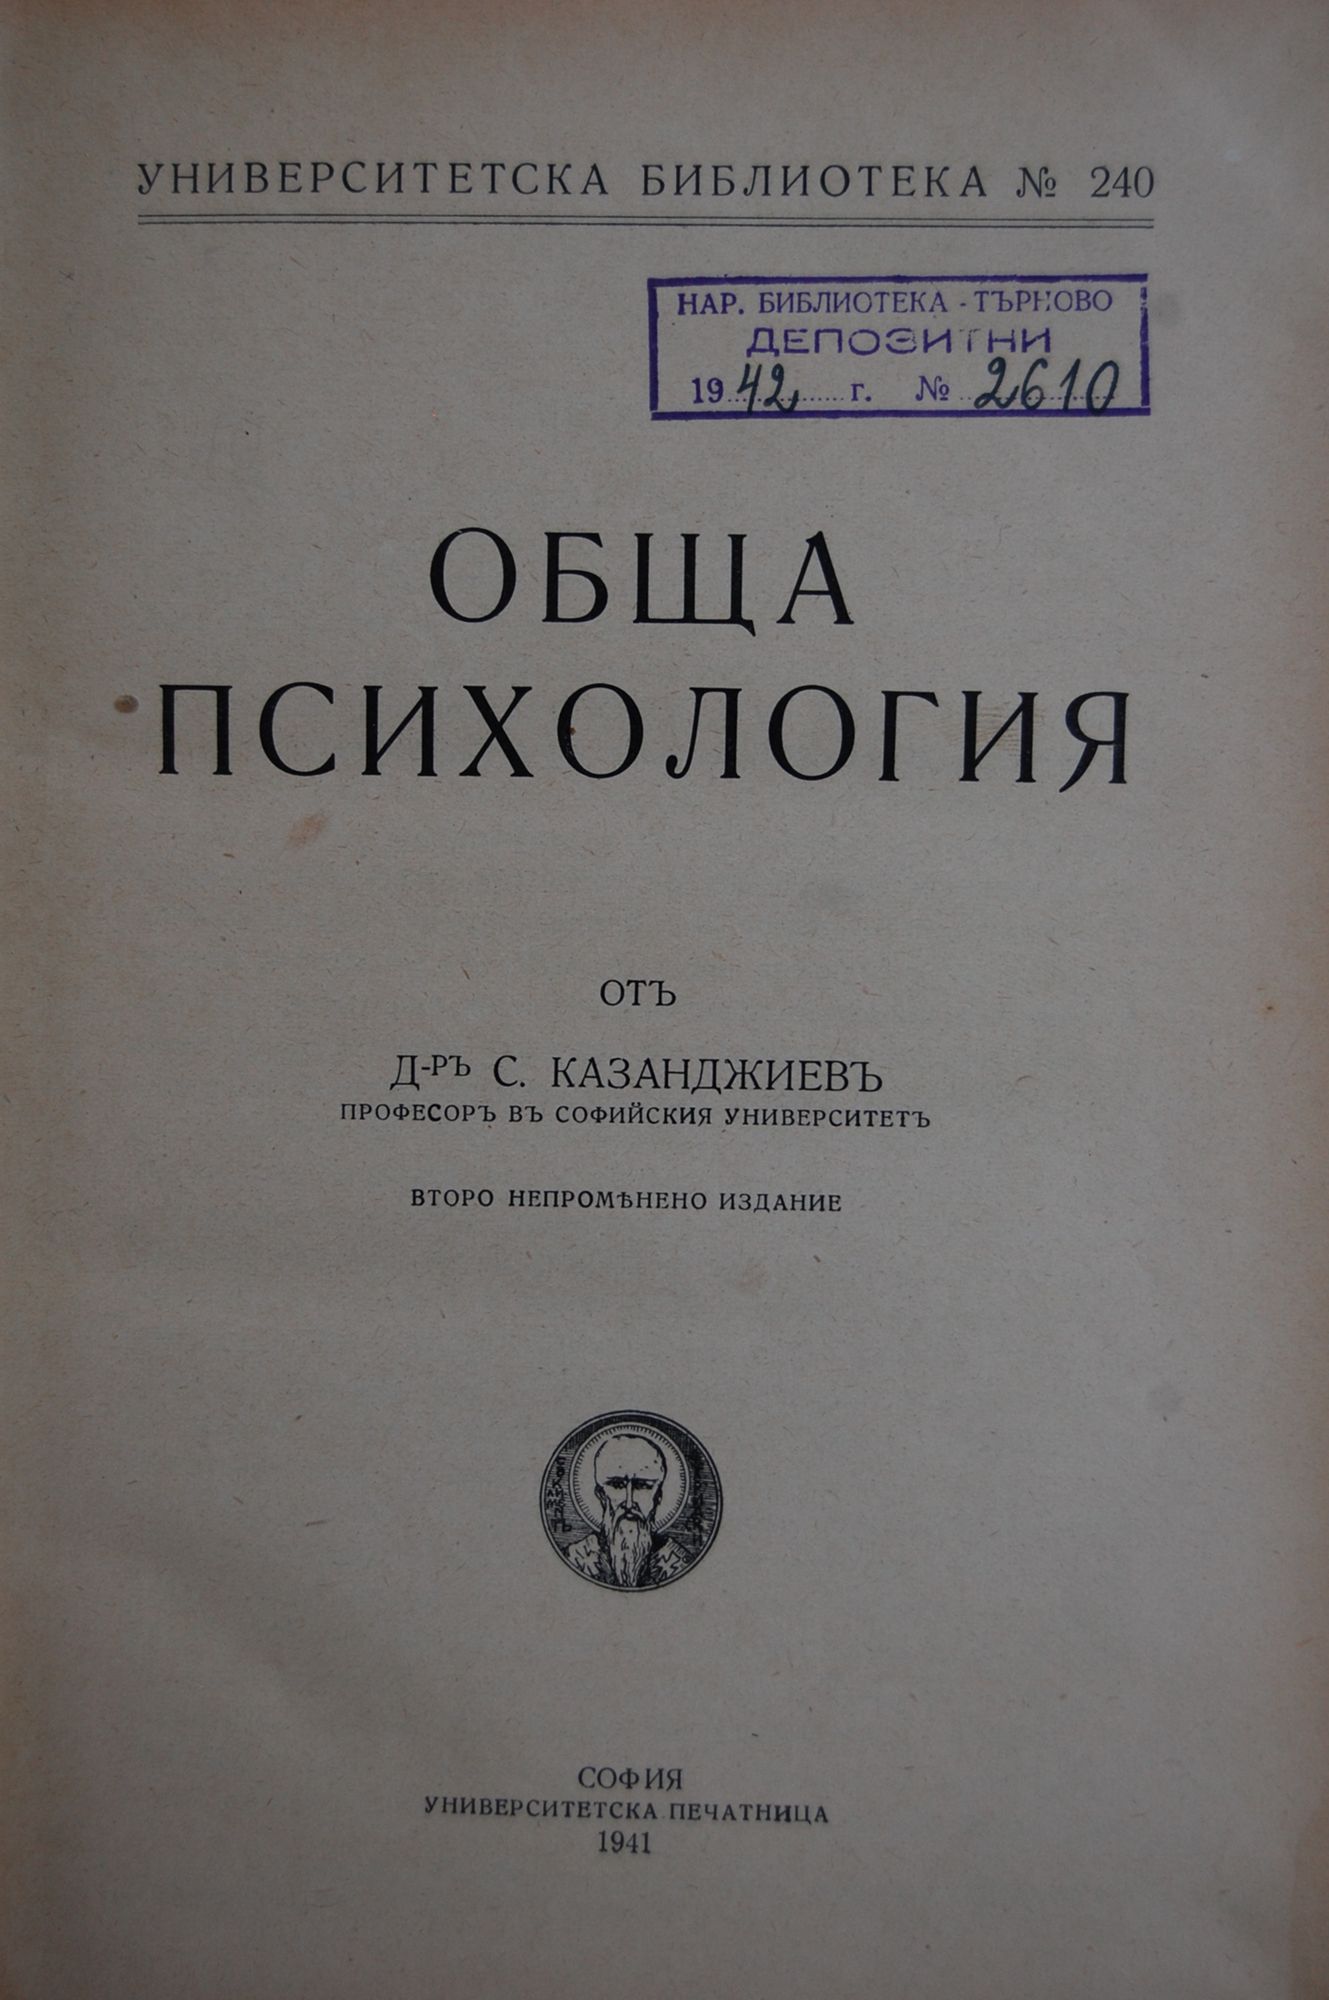 УНИВЕРСИТЕТСКА БИБЛИОТЕКА № 240
НАР. БИБЛИОТЕКА - ТЪРНОВО
ДЕПОЗИТНИ
1942 г. № 2610
ОБЩА
ПСИХОЛОГИЯ
ОТЪ
Д-РЪ С. КАЗАНДЖИЕВЪ
ПРОФЕСОРЪ ВЪ СОФИЙСКИЯ УНИВЕРСИТЕТЪ
ВТОРО НЕПРОМѢНЕНО ИЗДАНИЕ
СОФИЯ
УНИВЕРСИТЕТСКА ПЕЧАТНИЦА
1941